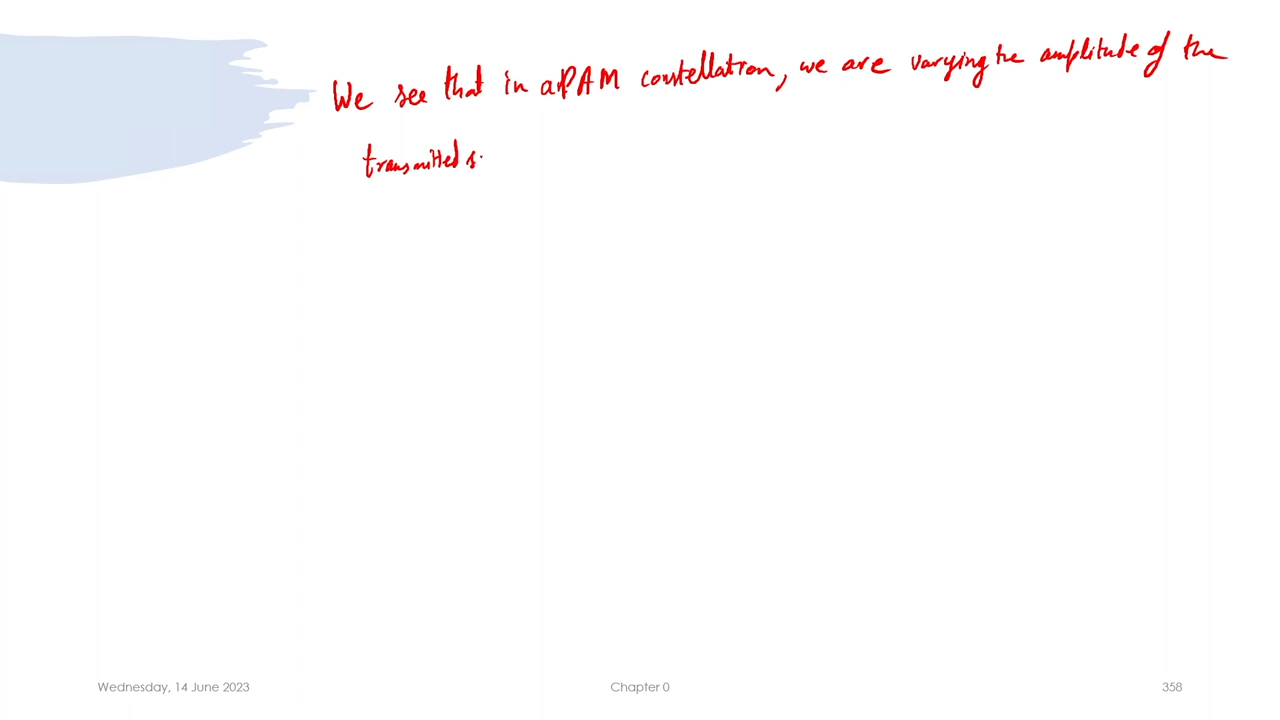 We see that in a PAM constellation, we are varying the amplitude of the
transmitted s
Wednesday, 14 June 2023
Chapter 0
358